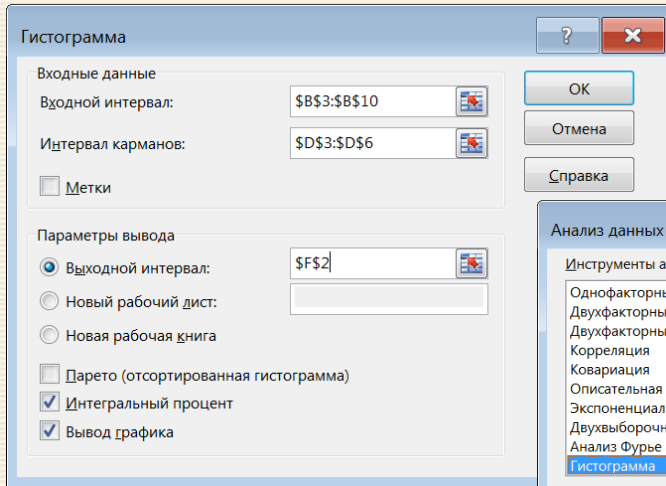 Гистограмма
?
Входные данные
Входной интервал: $B$3:$B$10
Интервал карманов: $D$3:$D$6
Метки
Параметры вывода
Выходной интервал: $F$2
Новый рабочий лист:
Новая рабочая книга
Парето (отсортированная гистограмма)
Интегральный процент
Вывод графика
ОК
Отмена
Справка
Анализ данных
Инструменты а
Однофакторны
Двухфакторны
Двухфакторны
Корреляция
Ковариация
Описательная
Экспоненциал
Двухвыборочн
Анализ Фурье
Гистограмма